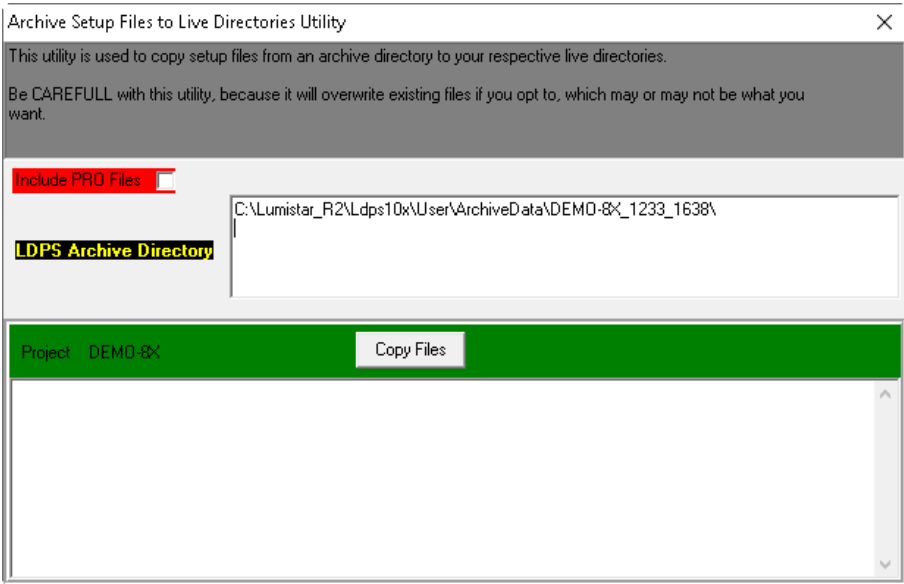 Archive Setup Files to Live Directories Utility
This utility is used to copy setup files from an archive directory to your respective live directories.
Be CAREFULL with this utility, because it will overwrite existing files if you opt to, which may or may not be what you
want.
Include PRO Files
C:\Lumistar_R2\Ldps10x\User\ArchiveData\DEMO-8X_1233_1638\
LDPS Archive Directory
Project DEMO-8X Copy Files